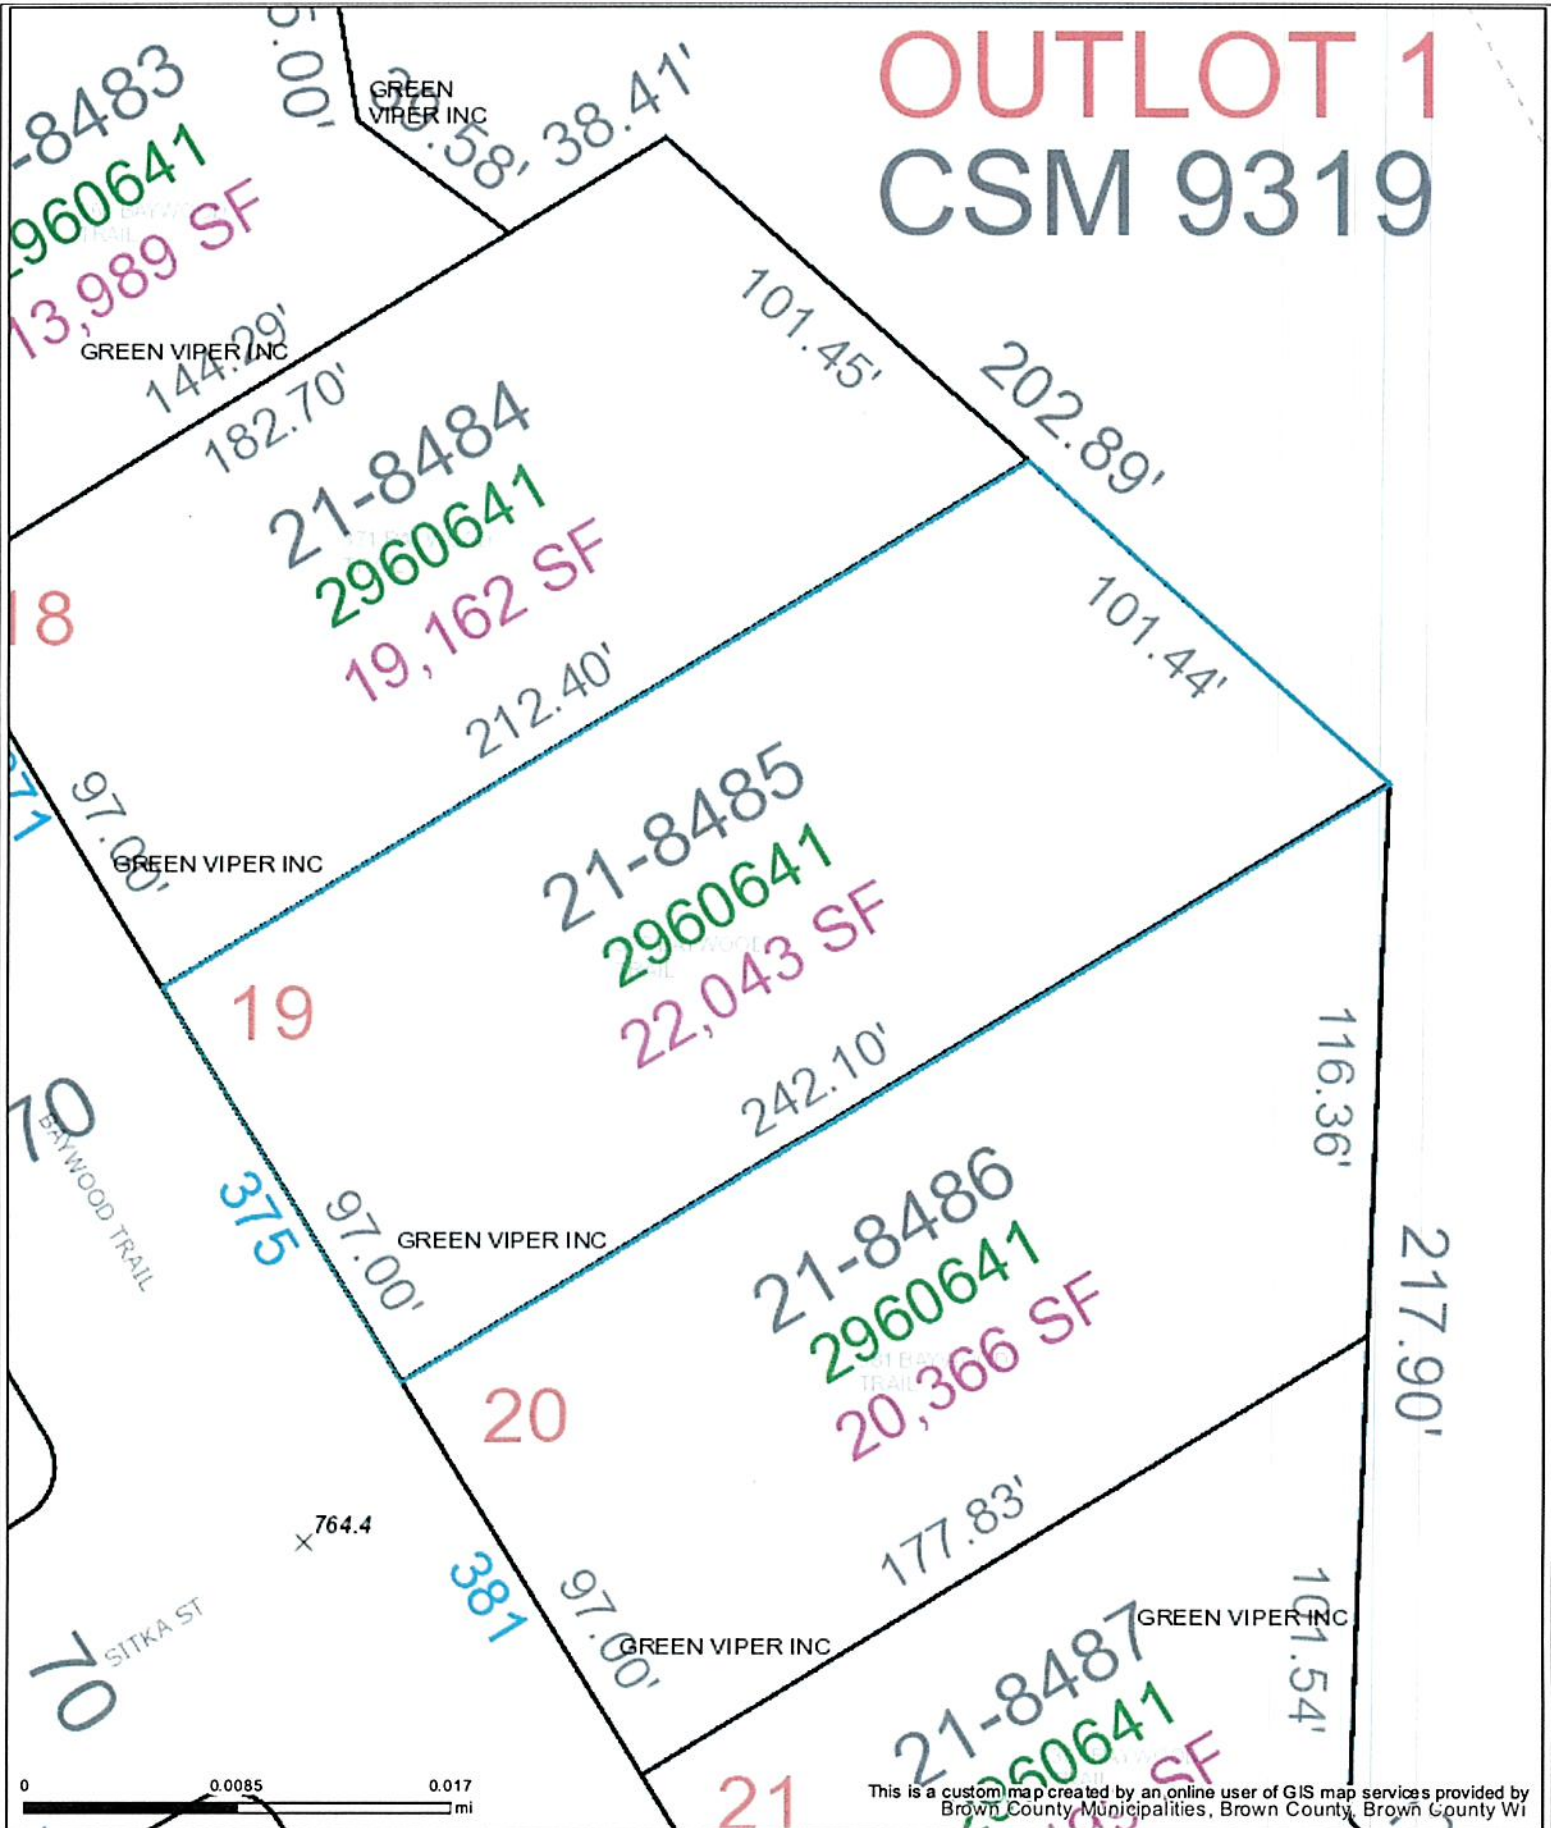 OUTLOT 1
CSM 9319
5.00'
GREEN
VIPER INC
.58'
38.41'
-8483
2960641
13,989 SF
GREEN VIPER INC
144.29'
182.70'
101.45'
202.89'
21-8484
2960641
19,162 SF
18
212.40'
101.44'
371
97.00'
GREEN VIPER INC
21-8485
2960641
22,043 SF
19
242.10'
116.36'
70
BAYWOOD TRAIL
375
97.00'
GREEN VIPER INC
21-8486
2960641
20,366 SF
217.90'
20
177.83'
764.4
381
97.00'
GREEN VIPER INC
GREEN VIPER INC
101.54'
70
SITKA ST
21-8487
960641
SF
21
0 0.0085 0.017
mi
This is a custom map created by an online user of GIS map services provided by
Brown County Municipalities, Brown County, Brown County Wi